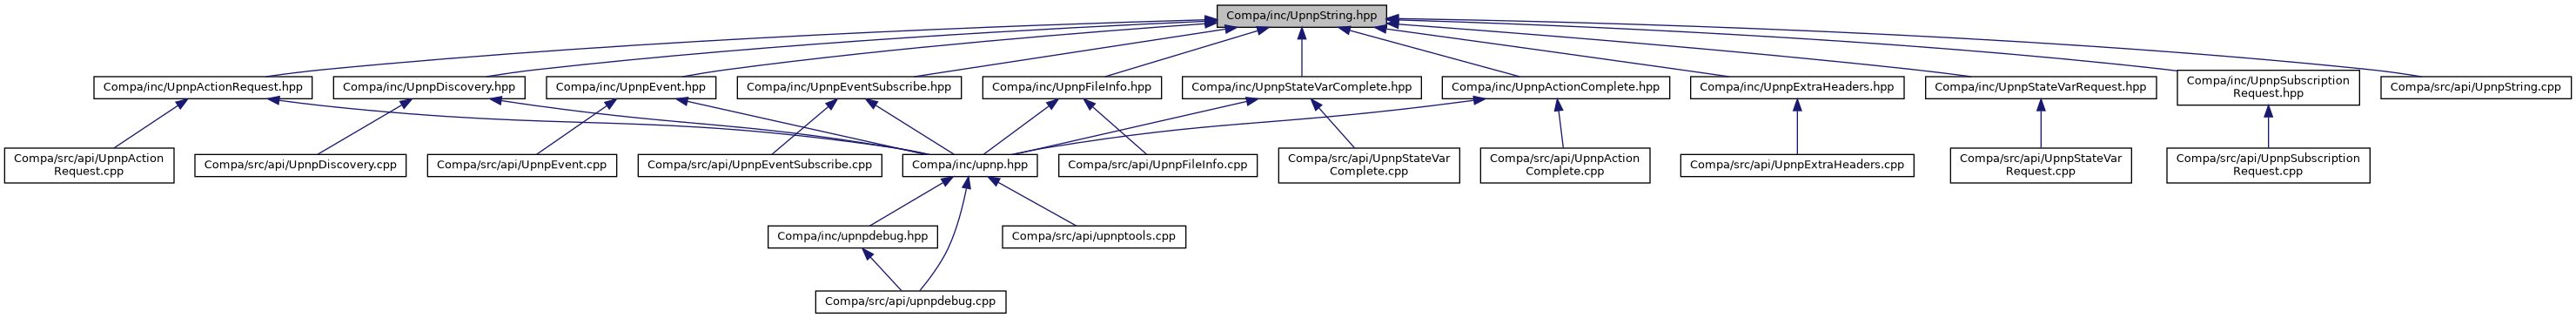 Compa/inc/UpnpString.hpp
Compa/inc/UpnpActionRequest.hpp
Compa/inc/UpnpDiscovery.hpp
Compa/inc/UpnpEvent.hpp
Compa/inc/UpnpEventSubscribe.hpp
Compa/inc/UpnpFileInfo.hpp
Compa/inc/UpnpStateVarComplete.hpp
Compa/inc/UpnpActionComplete.hpp
Compa/inc/UpnpExtraHeaders.hpp
Compa/inc/UpnpStateVarRequest.hpp
Compa/inc/UpnpSubscription
Request.hpp
Compa/src/api/UpnpString.cpp
Compa/src/api/UpnpAction
Request.cpp
Compa/src/api/UpnpDiscovery.cpp
Compa/src/api/UpnpEvent.cpp
Compa/src/api/UpnpEventSubscribe.cpp
Compa/inc/upnp.hpp
Compa/src/api/UpnpFileInfo.cpp
Compa/src/api/UpnpStateVar
Complete.cpp
Compa/src/api/UpnpAction
Complete.cpp
Compa/src/api/UpnpExtraHeaders.cpp
Compa/src/api/UpnpStateVar
Request.cpp
Compa/src/api/UpnpSubscription
Request.cpp
Compa/inc/upnpdebug.hpp
Compa/src/api/upnptools.cpp
Compa/src/api/upnpdebug.cpp